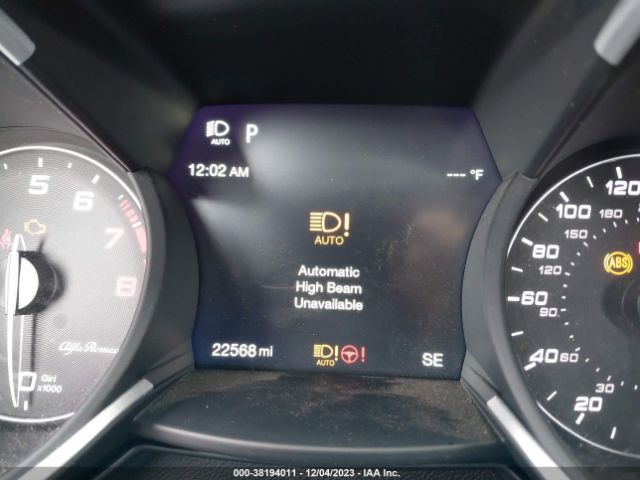 AUTO P
12:02 AM --- °F
5 6 7 8
! AUTO
Automatic
High Beam
Unavailable
Alfa Romeo
0 Giri x1000
22568 mi ! AUTO ! SE
120
100 180
80 150
120
60
90
40 60
20 30
ABS
000-38194011 - 12/04/2023 - IAA Inc.